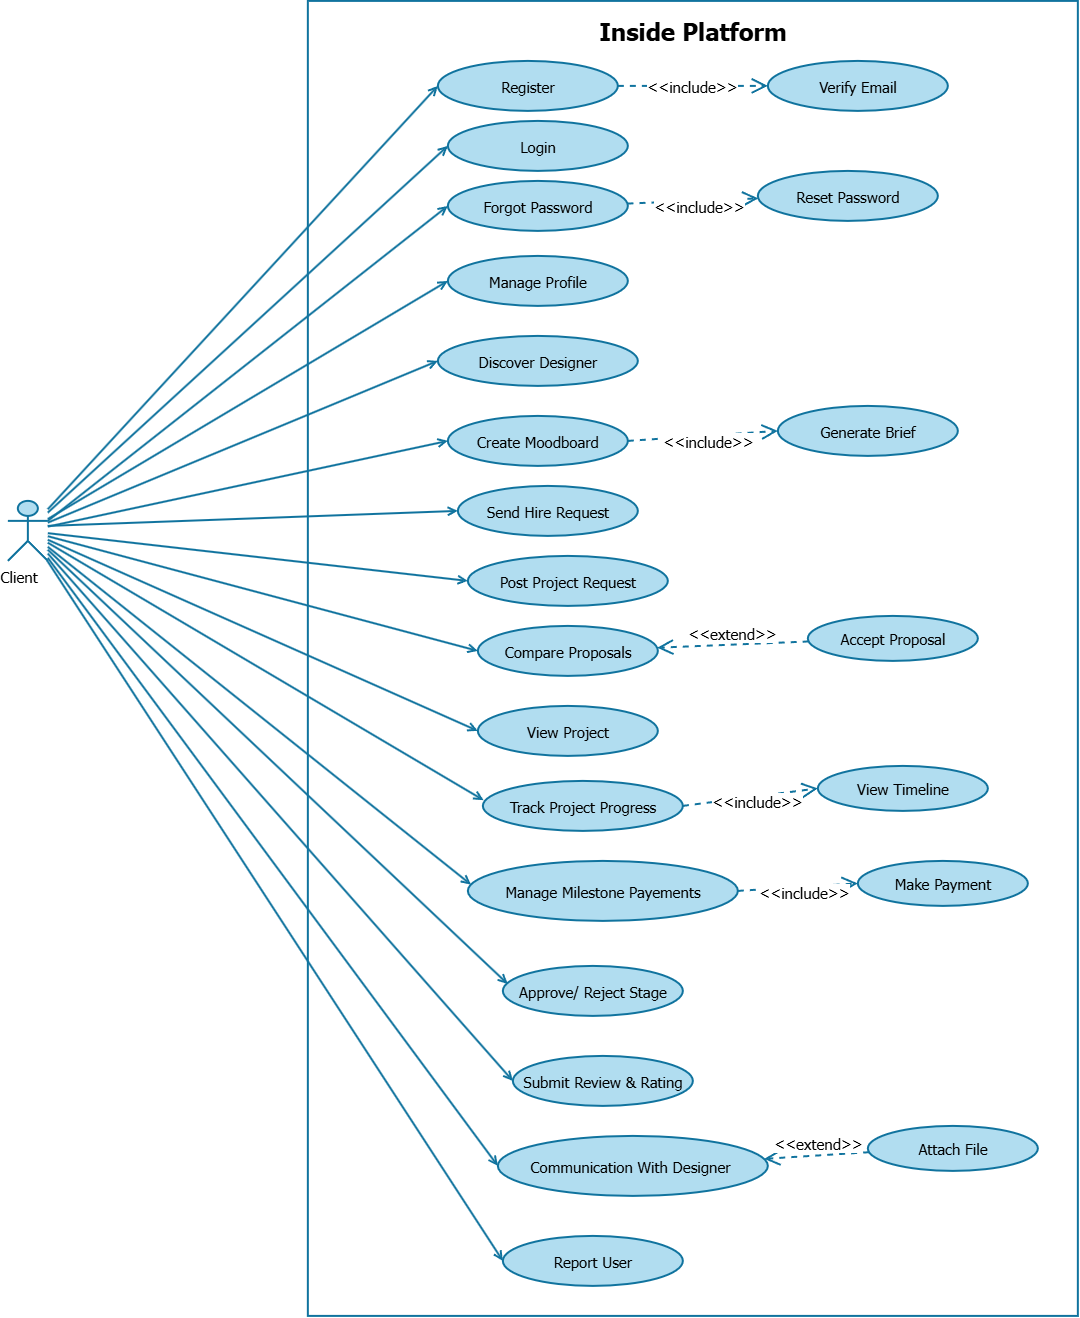 Inside Platform
Register
<<include>>
Verify Email
Login
Forgot Password
<<include>>
Reset Password
Manage Profile
Discover Designer
Create Moodboard
<<include>>
Generate Brief
Send Hire Request
Client
Post Project Request
Compare Proposals
<<extend>>
Accept Proposal
View Project
Track Project Progress
<<include>>
View Timeline
Manage Milestone Payements
<<include>>
Make Payment
Approve/ Reject Stage
Submit Review & Rating
Communication With Designer
<<extend>>
Attach File
Report User